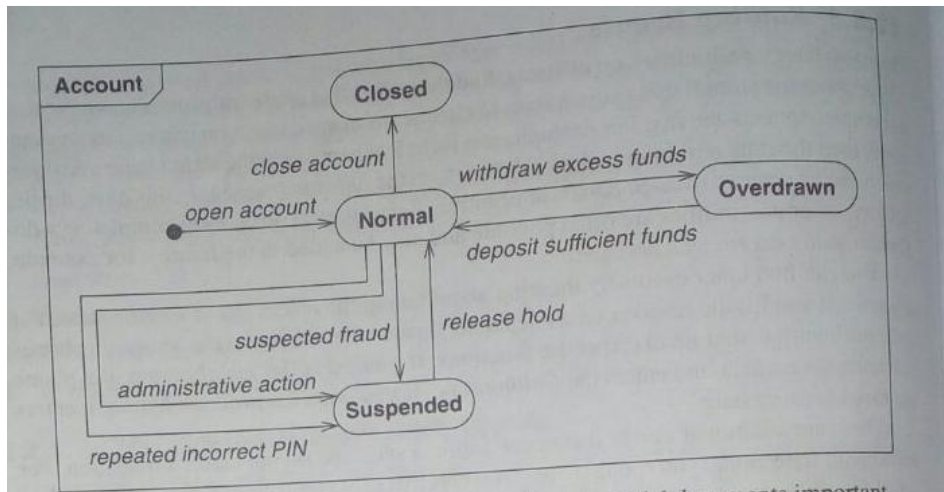 Account
Closed
close account
withdraw excess funds
Overdrawn
open account
Normal
deposit sufficient funds
release hold
suspected fraud
administrative action
Suspended
repeated incorrect PIN
important